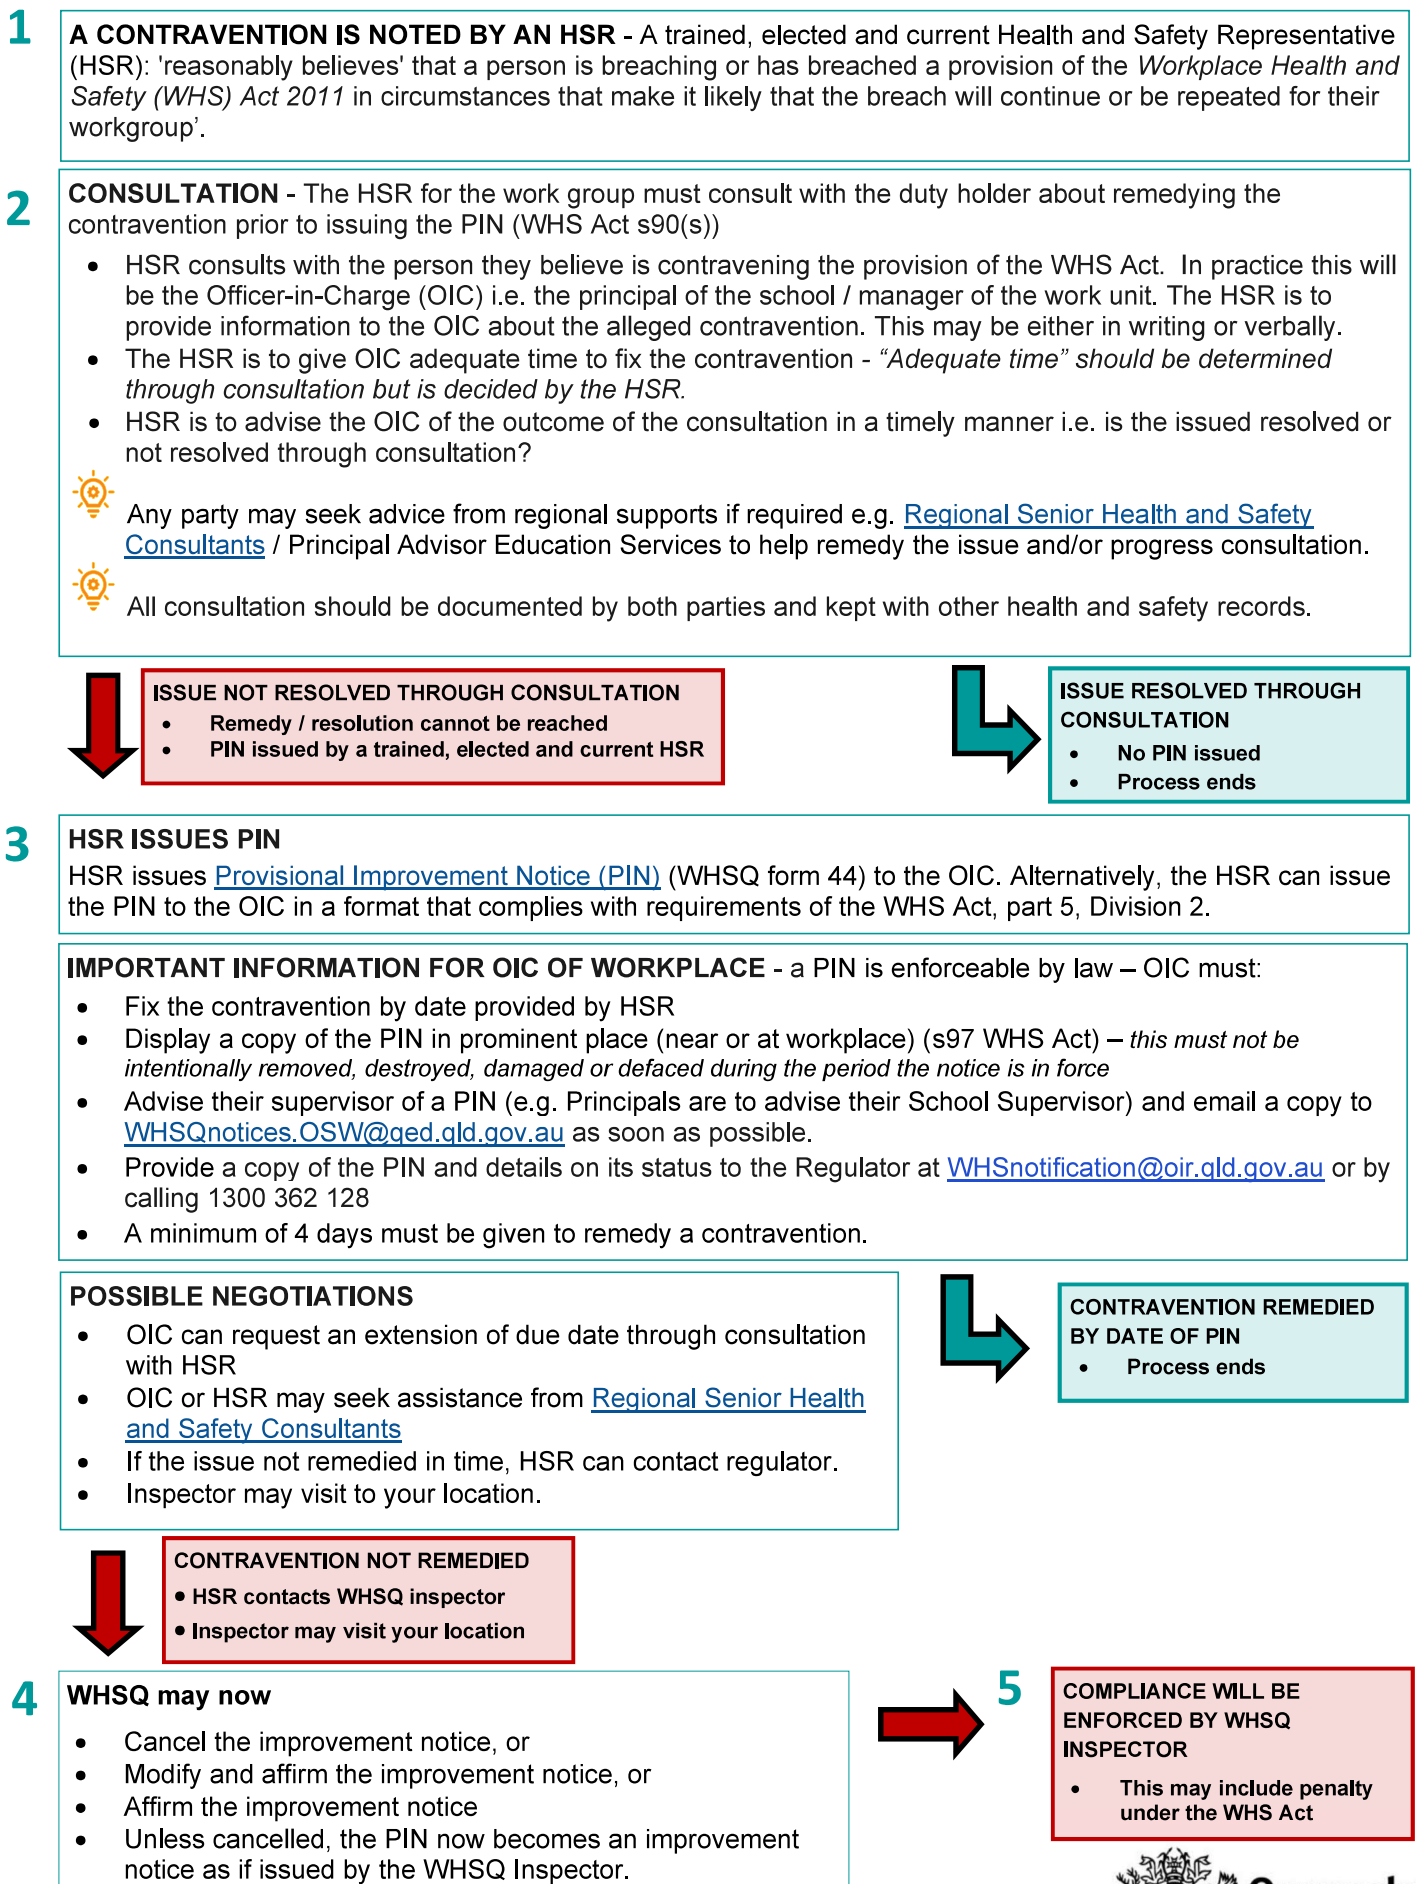 1
A CONTRAVENTION IS NOTED BY AN HSR - A trained, elected and current Health and Safety Representative
(HSR): 'reasonably believes' that a person is breaching or has breached a provision of the Workplace Health and
Safety (WHS) Act 2011 in circumstances that make it likely that the breach will continue or be repeated for their
workgroup’.
2
CONSULTATION - The HSR for the work group must consult with the duty holder about remedying the
contravention prior to issuing the PIN (WHS Act s90(s))
• HSR consults with the person they believe is contravening the provision of the WHS Act. In practice this will
be the Officer-in-Charge (OIC) i.e. the principal of the school / manager of the work unit. The HSR is to
provide information to the OIC about the alleged contravention. This may be either in writing or verbally.
• The HSR is to give OIC adequate time to fix the contravention - “Adequate time” should be determined
through consultation but is decided by the HSR.
• HSR is to advise the OIC of the outcome of the consultation in a timely manner i.e. is the issued resolved or
not resolved through consultation?
Any party may seek advice from regional supports if required e.g. Regional Senior Health and Safety
Consultants / Principal Advisor Education Services to help remedy the issue and/or progress consultation.
All consultation should be documented by both parties and kept with other health and safety records.
ISSUE NOT RESOLVED THROUGH CONSULTATION
• Remedy / resolution cannot be reached
• PIN issued by a trained, elected and current HSR
ISSUE RESOLVED THROUGH
CONSULTATION
• No PIN issued
• Process ends
3
HSR ISSUES PIN
HSR issues Provisional Improvement Notice (PIN) (WHSQ form 44) to the OIC. Alternatively, the HSR can issue
the PIN to the OIC in a format that complies with requirements of the WHS Act, part 5, Division 2.
IMPORTANT INFORMATION FOR OIC OF WORKPLACE - a PIN is enforceable by law – OIC must:
• Fix the contravention by date provided by HSR
• Display a copy of the PIN in prominent place (near or at workplace) (s97 WHS Act) – this must not be
intentionally removed, destroyed, damaged or defaced during the period the notice is in force
• Advise their supervisor of a PIN (e.g. Principals are to advise their School Supervisor) and email a copy to
WHSQnotices.OSW@qed.qld.gov.au as soon as possible.
• Provide a copy of the PIN and details on its status to the Regulator at WHSnotification@oir.qld.gov.au or by
calling 1300 362 128
• A minimum of 4 days must be given to remedy a contravention.
POSSIBLE NEGOTIATIONS
• OIC can request an extension of due date through consultation
with HSR
• OIC or HSR may seek assistance from Regional Senior Health
and Safety Consultants
• If the issue not remedied in time, HSR can contact regulator.
• Inspector may visit to your location.
CONTRAVENTION REMEDIED
BY DATE OF PIN
• Process ends
CONTRAVENTION NOT REMEDIED
• HSR contacts WHSQ inspector
• Inspector may visit your location
4
WHSQ may now
• Cancel the improvement notice, or
• Modify and affirm the improvement notice, or
• Affirm the improvement notice
• Unless cancelled, the PIN now becomes an improvement
notice as if issued by the WHSQ Inspector.
5
COMPLIANCE WILL BE
ENFORCED BY WHSQ
INSPECTOR
• This may include penalty
under the WHS Act